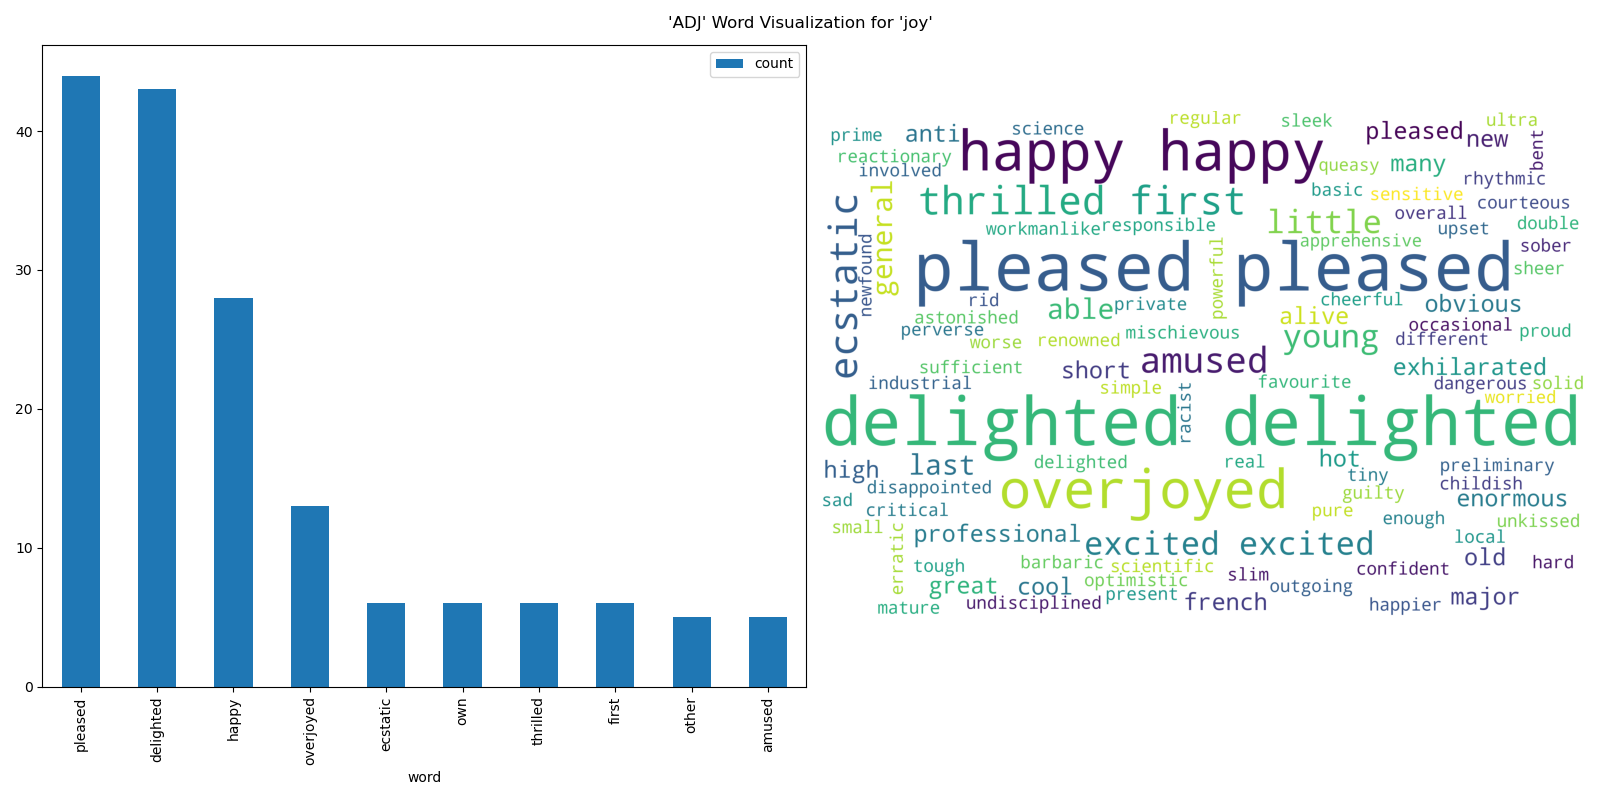 'ADJ' Word Visualization for 'joy'
count
40
30
20
10
0
pleased
delighted
happy
overjoyed
ecstatic
own
thrilled
first
other
amused
word
regular
sleek
ultra
prime
anti
science
pleased
new
bent
happy happy
reactionary
involved
queasy
many
rhythmic
thrilled first
basic
sensitive
courteous
ecstatic
general
newfound
workmanlike
responsible
little
overall
upset
double
apprehensive
sober
pleased pleased
powerful
sheer
rid
able
private
cheerful
obvious
astonished
alive
occasional
perverse
mischievous
young
proud
worse
renowned
different
amused
sufficient
short
exhilarated
industrial
simple
favourite
dangerous
solid
racist
worried
delighted delighted
high
last
delighted
real
hot
preliminary
tiny
childish
sad
disappointed
overjoyed
guilty
enormous
critical
pure
enough
unkissed
small
erratic
professional
excited excited
local
old
tough
barbaric
scientific
slim
confident
hard
great
cool
optimistic
outgoing
present
major
mature
undisciplined
french
happier